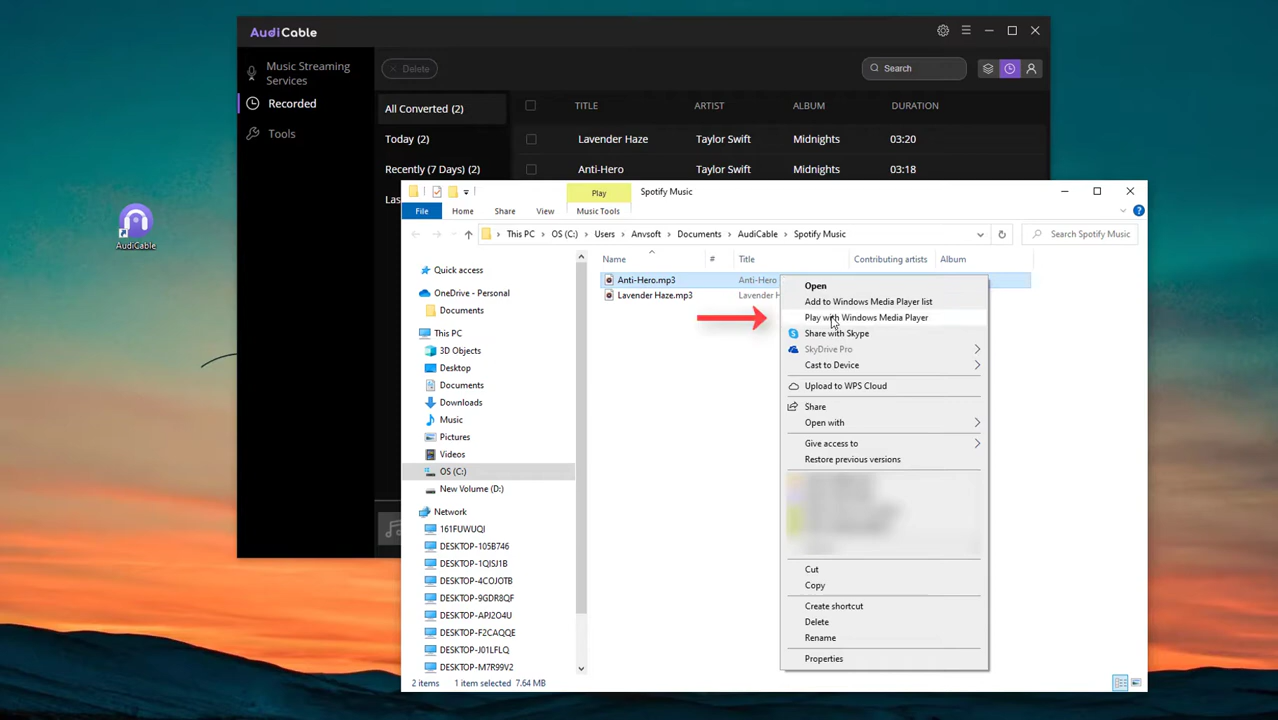 AudiCable
Music Streaming
Services
Recorded
Tools
Delete
Search
All Converted (2)
TITLE
ARTIST
ALBUM
DURATION
Today (2)
Lavender Haze
Taylor Swift
Midnights
03:20
Recently (7 Days) (2)
Anti-Hero
Taylor Swift
Midnights
03:18
Las
AudiCable
Play
Spotify Music
File
Home
Share
View
Music Tools
This PC
OS (C:)
Users
Anvsoft
Documents
AudiCable
Spotify Music
Search Spotify Music
Name
#
Title
Contributing artists
Album
Anti-Hero.mp3
Anti-Hero
Lavender Haze.mp3
Lavender H
Quick access
OneDrive - Personal
Documents
This PC
3D Objects
Desktop
Documents
Downloads
Music
Pictures
Videos
OS (C:)
New Volume (D:)
Network
161FUWUQI
DESKTOP-105B746
DESKTOP-1QJSJ1B
DESKTOP-4COJOTB
DESKTOP-9GDR8QF
DESKTOP-APJ2O4U
DESKTOP-F2CAQQE
DESKTOP-J01LFLQ
DESKTOP-M7R99V2
Open
Add to Windows Media Player list
Play with Windows Media Player
Share with Skype
SkyDrive Pro
Cast to Device
Upload to WPS Cloud
Share
Open with
Give access to
Restore previous versions
Cut
Copy
Create shortcut
Delete
Rename
Properties
2 items
1 item selected
7.64 MB